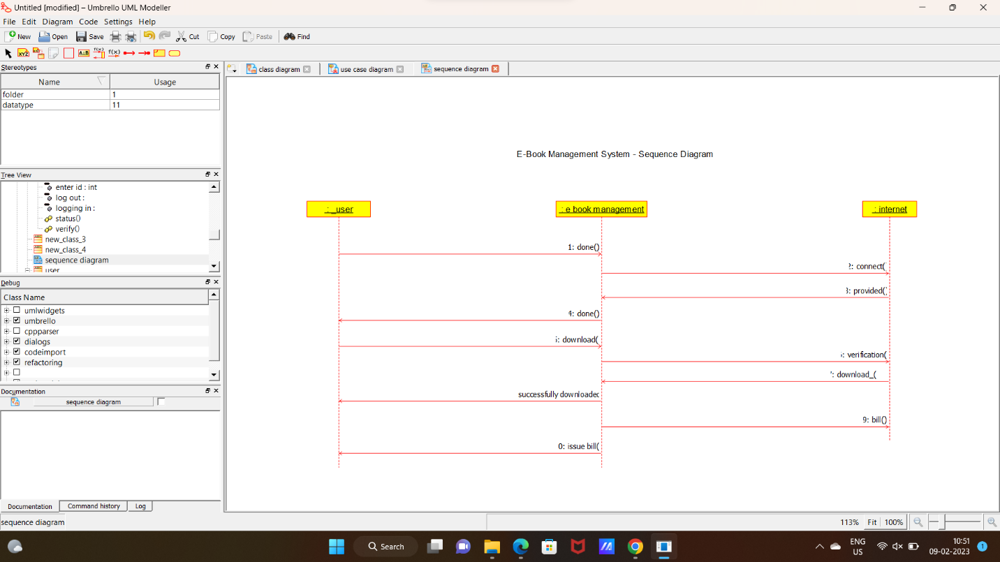 Untitled [modified] – Umbrello UML Modeller
File Edit Diagram Code Settings Help
New Open Save Cut Copy Paste Find
XYZ A↓B f(x) f(x)
Stereotypes
Name Usage
folder 1
datatype 11
Tree View
enter id : int
log out :
logging in :
status()
verify()
new_class_3
new_class_4
sequence diagram
user
Debug
Class Name
umlwidgets
umbrello
cppparser
dialogs
codeimport
refactoring
Documentation
sequence diagram
Documentation Command history Log
sequence diagram
class diagram use case diagram sequence diagram
E-Book Management System - Sequence Diagram
: _user : e book management : internet
1: done()
2: connect(
3: provided()
4: done()
: download(
: verification(
: download_(
successfully downloaded
9: bill()
0: issue bill(
113% Fit 100%
Search
ENG
US
10:51
09-02-2023
1